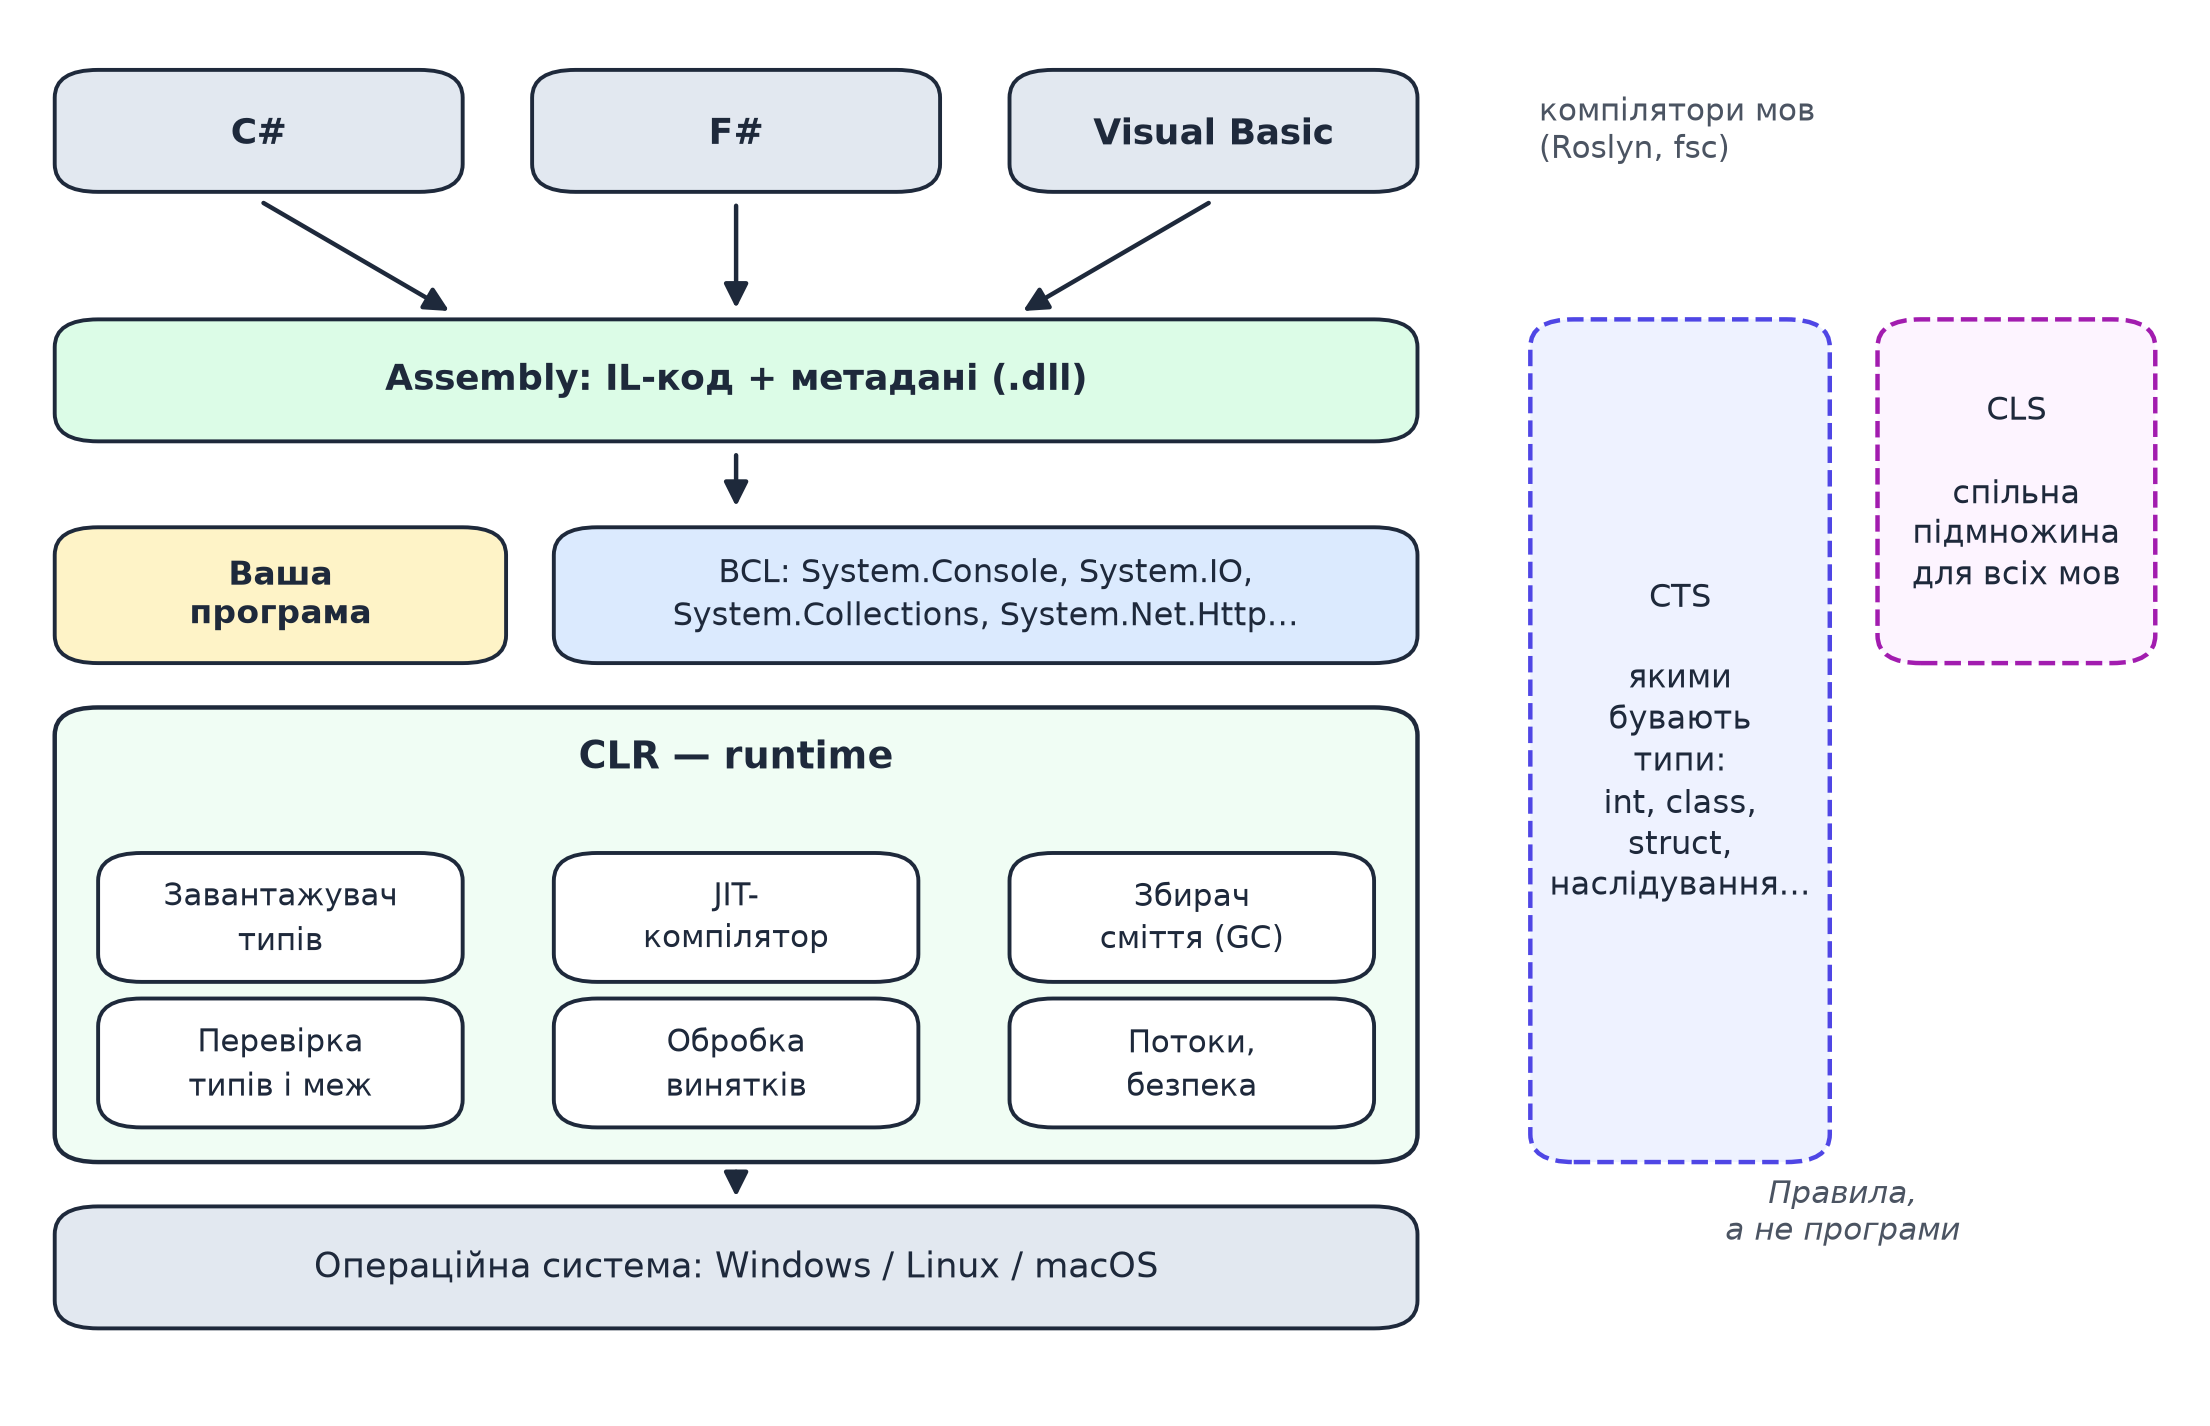 C#
F#
Visual Basic
компілятори мов
(Roslyn, fsc)
Assembly: IL-код + метадані (.dll)
Ваша
програма
BCL: System.Console, System.IO,
System.Collections, System.Net.Http…
CLR — runtime
Завантажувач
типів
JIT-
компілятор
Збирач
сміття (GC)
Перевірка
типів і меж
Обробка
винятків
Потоки,
безпека
Операційна система: Windows / Linux / macOS
CTS
якими
бувають
типи:
int, class,
struct,
наслідування…
CLS
спільна
підмножина
для всіх мов
Правила,
а не програми